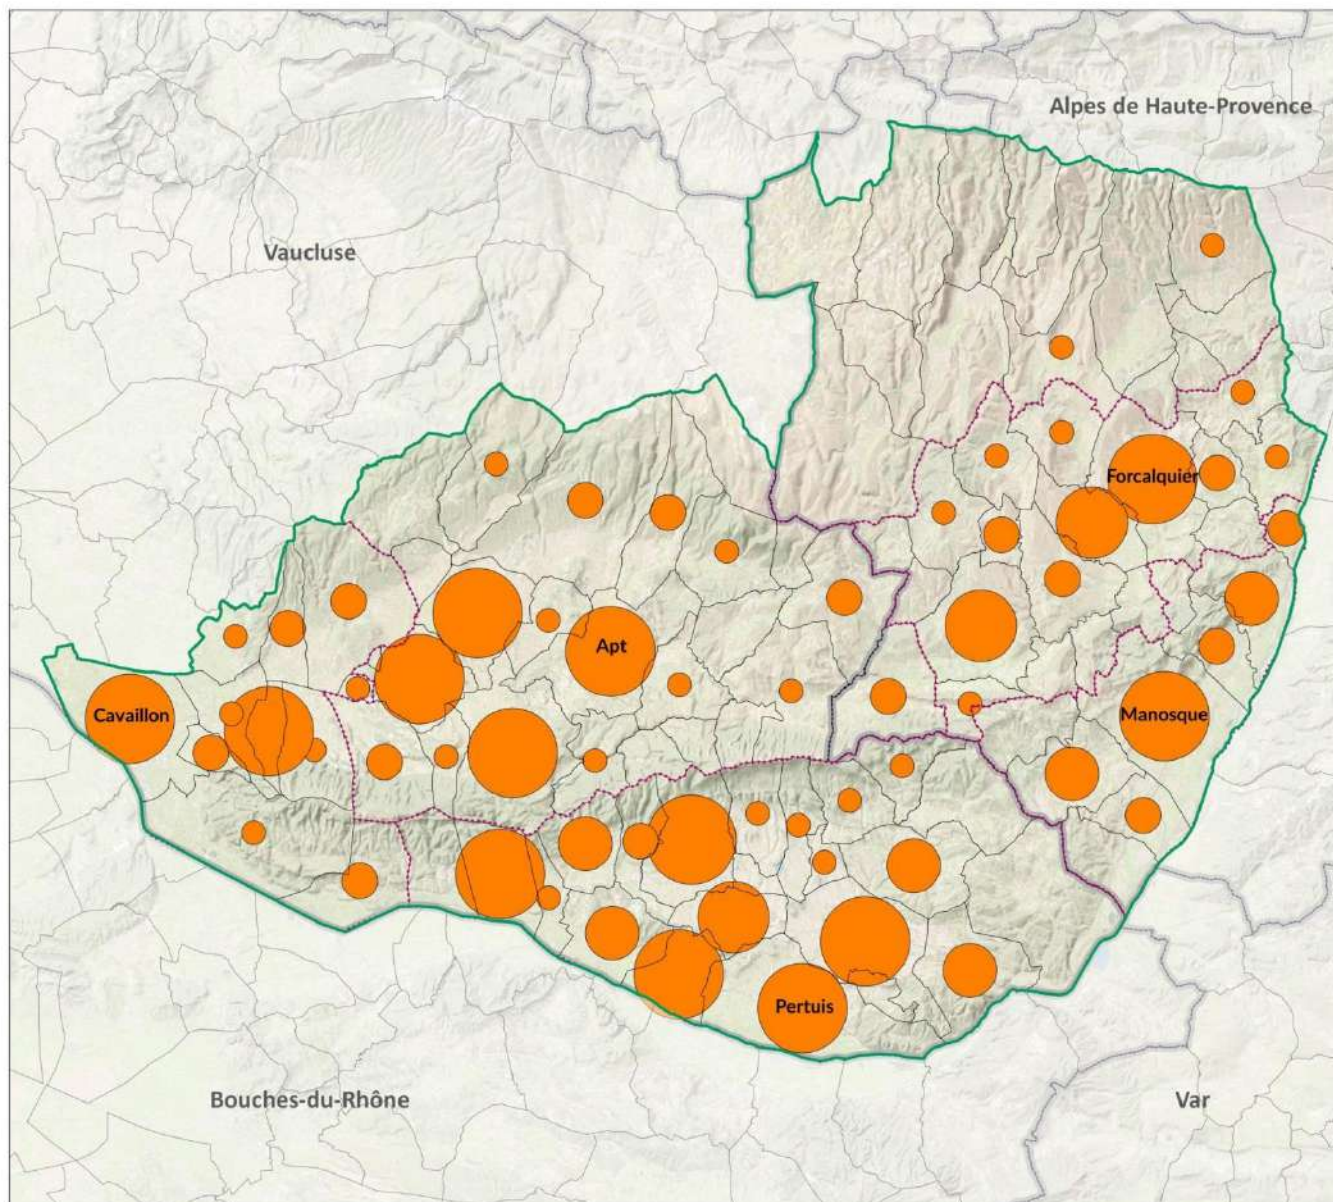 Alpes de Haute-Provence
Vaucluse
Forcalquier
Apt
Cavaillon
Manosque
Pertuis
Bouches-du-Rhône
Var